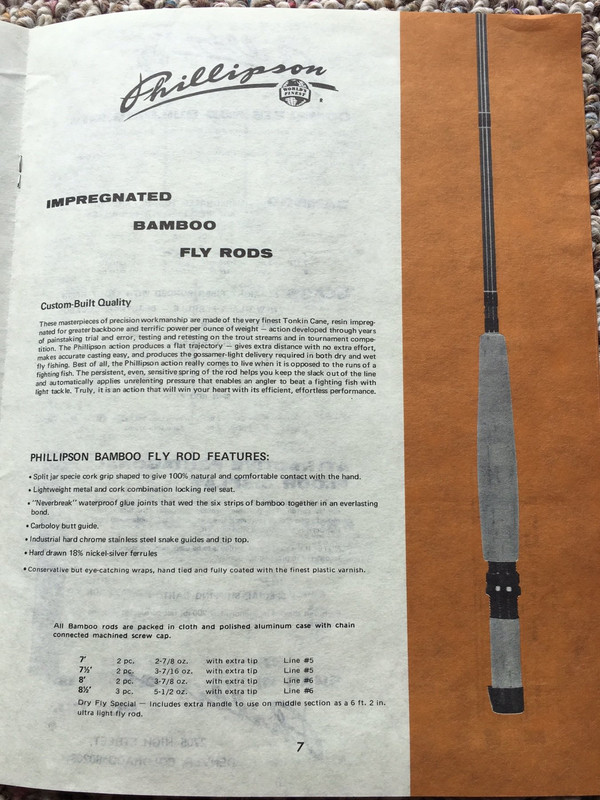 Phillipson
WORLD'S
FINEST
IMPREGNATED
BAMBOO
FLY RODS
Custom-Built Quality
These masterpieces of precision workmanship are made of the very finest Tonkin Cane, resin impreg-
nated for greater backbone and terrific power per ounce of weight — action developed through years
of painstaking trial and error, testing and retesting on the trout streams and in tournament compe-
tition. The Phillipson action produces a flat trajectory — gives extra distance with no extra effort,
makes accurate casting easy, and produces the gossamer-light delivery required in both dry and wet
fly fishing. Best of all, the Phillipson action really comes to live when it is opposed to the runs of a
fighting fish. The persistent, even, sensitive spring of the rod helps you keep the slack out of the line
and automatically applies unrelenting pressure that enables an angler to beat a fighting fish with
light tackle. Truly, it is an action that will win your heart with its efficient, effortless performance.
PHILLIPSON BAMBOO FLY ROD FEATURES:
• Split jar specie cork grip shaped to give 100% natural and comfortable contact with the hand.
• Lightweight metal and cork combination locking reel seat.
• "Neverbreak" waterproof glue joints that wed the six strips of bamboo together in an everlasting
bond.
• Carboloy butt guide.
• Industrial hard chrome stainless steel snake guides and tip top.
• Hard drawn 18% nickel-silver ferrules
• Conservative but eye-catching wraps, hand tied and fully coated with the finest plastic varnish.
All Bamboo rods are packed in cloth and polished aluminum case with chain
connected machined screw cap.
7' 2 pc. 2-7/8 oz. with extra tip Line #5
7½' 2 pc. 3-7/16 oz. with extra tip Line #5
8' 2 pc. 3-7/8 oz. with extra tip Line #6
8½' 3 pc. 5-1/2 oz. with extra tip Line #6
Dry Fly Special — Includes extra handle to use on middle section as a 6 ft. 2 in.
ultra light fly rod.
7